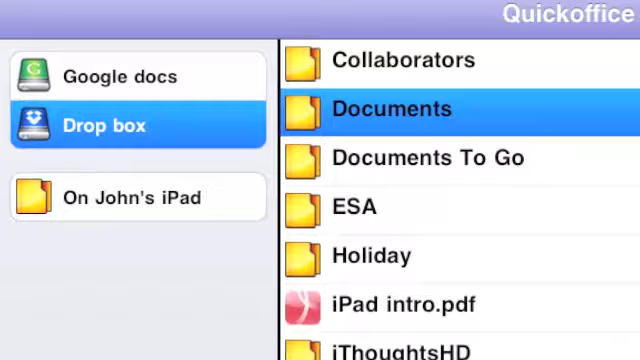 Quickoffice
Google docs
Drop box
On John's iPad
Collaborators
Documents
Documents To Go
ESA
Holiday
iPad intro.pdf
iThoughtsHD